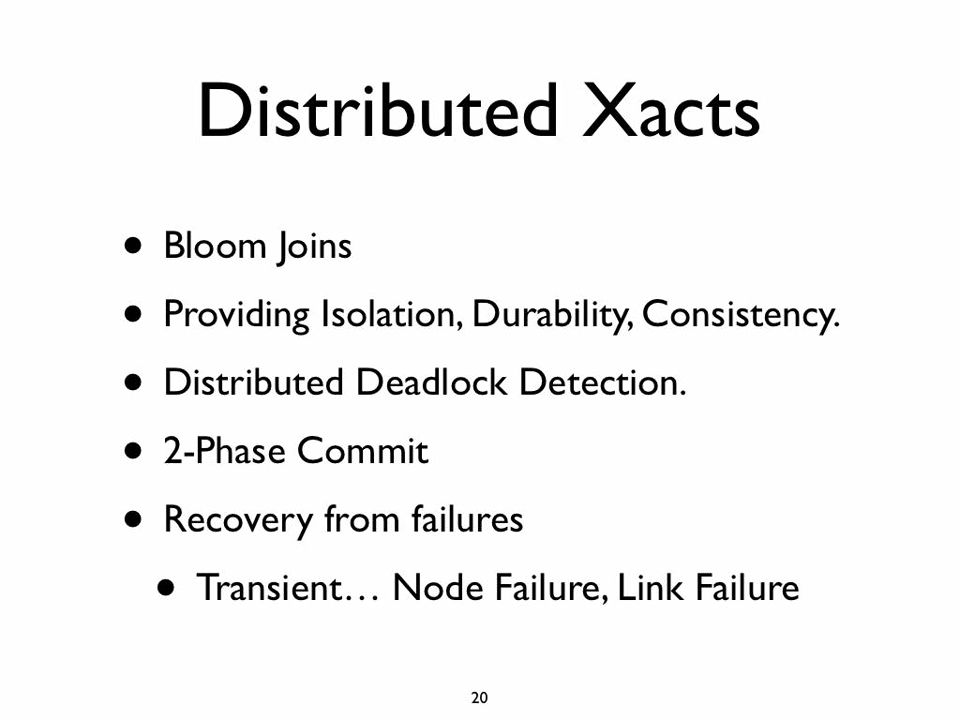 Distributed Xacts
• Bloom Joins
• Providing Isolation, Durability, Consistency.
• Distributed Deadlock Detection.
• 2-Phase Commit
• Recovery from failures
• Transient… Node Failure, Link Failure
20